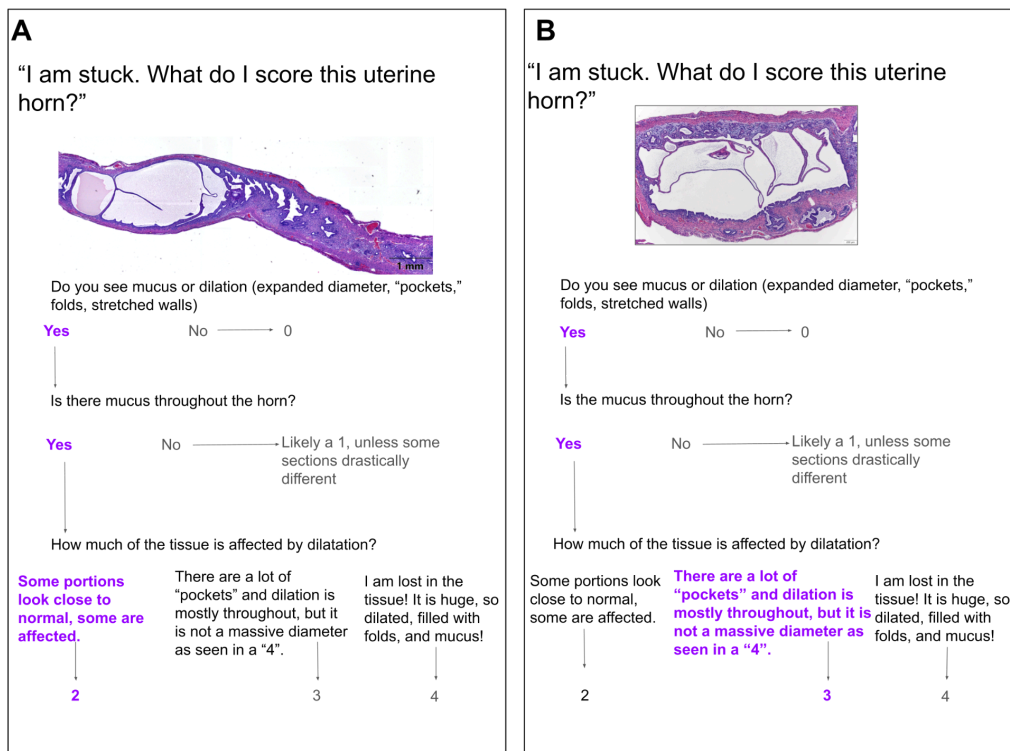 A
“I am stuck. What do I score this uterine
horn?”
1 mm
Do you see mucus or dilation (expanded diameter, “pockets,”
folds, stretched walls)
Yes
No
0
Is there mucus throughout the horn?
Yes
No
Likely a 1, unless some
sections drastically
different
How much of the tissue is affected by dilatation?
Some portions
look close to
normal, some are
affected.
There are a lot of
“pockets” and dilation is
mostly throughout, but it
is not a massive diameter
as seen in a “4”.
I am lost in the
tissue! It is huge, so
dilated, filled with
folds, and mucus!
2
3
4
B
“I am stuck. What do I score this uterine
horn?”
Do you see mucus or dilation (expanded diameter, “pockets,”
folds, stretched walls)
Yes
No
0
Is the mucus throughout the horn?
Yes
No
Likely a 1, unless some
sections drastically
different
How much of the tissue is affected by dilatation?
Some portions look
close to normal,
some are affected.
There are a lot of
“pockets” and dilation is
mostly throughout, but it is
not a massive diameter as
seen in a “4”.
I am lost in the
tissue! It is huge, so
dilated, filled with
folds, and mucus!
2
3
4